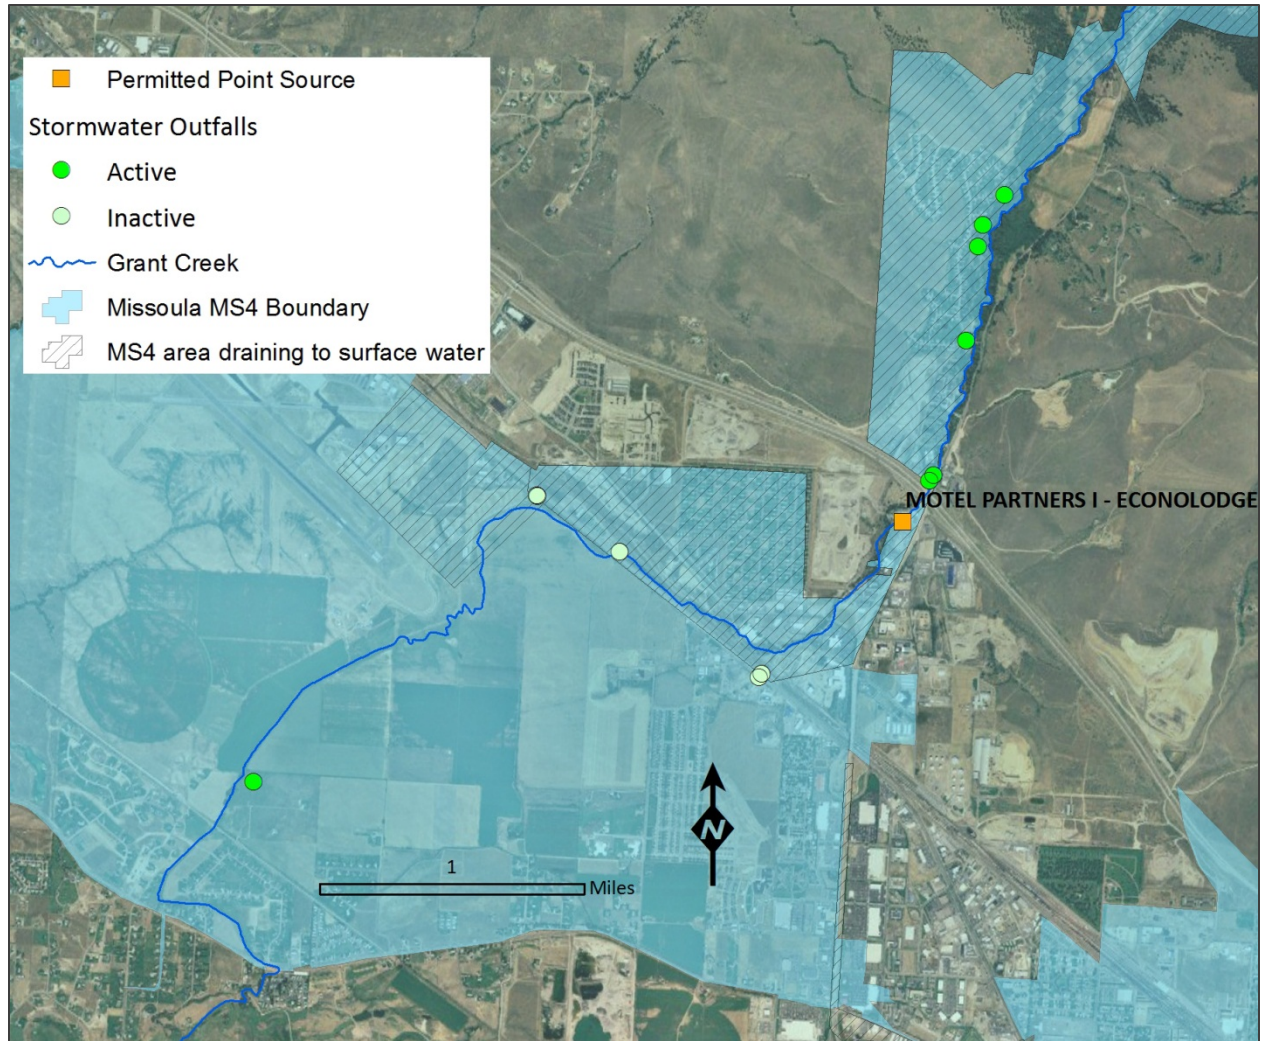 Permitted Point Source
Stormwater Outfalls
Active
Inactive
Grant Creek
Missoula MS4 Boundary
MS4 area draining to surface water
MOTEL PARTNERS I - ECONOLODGE
N
1
Miles